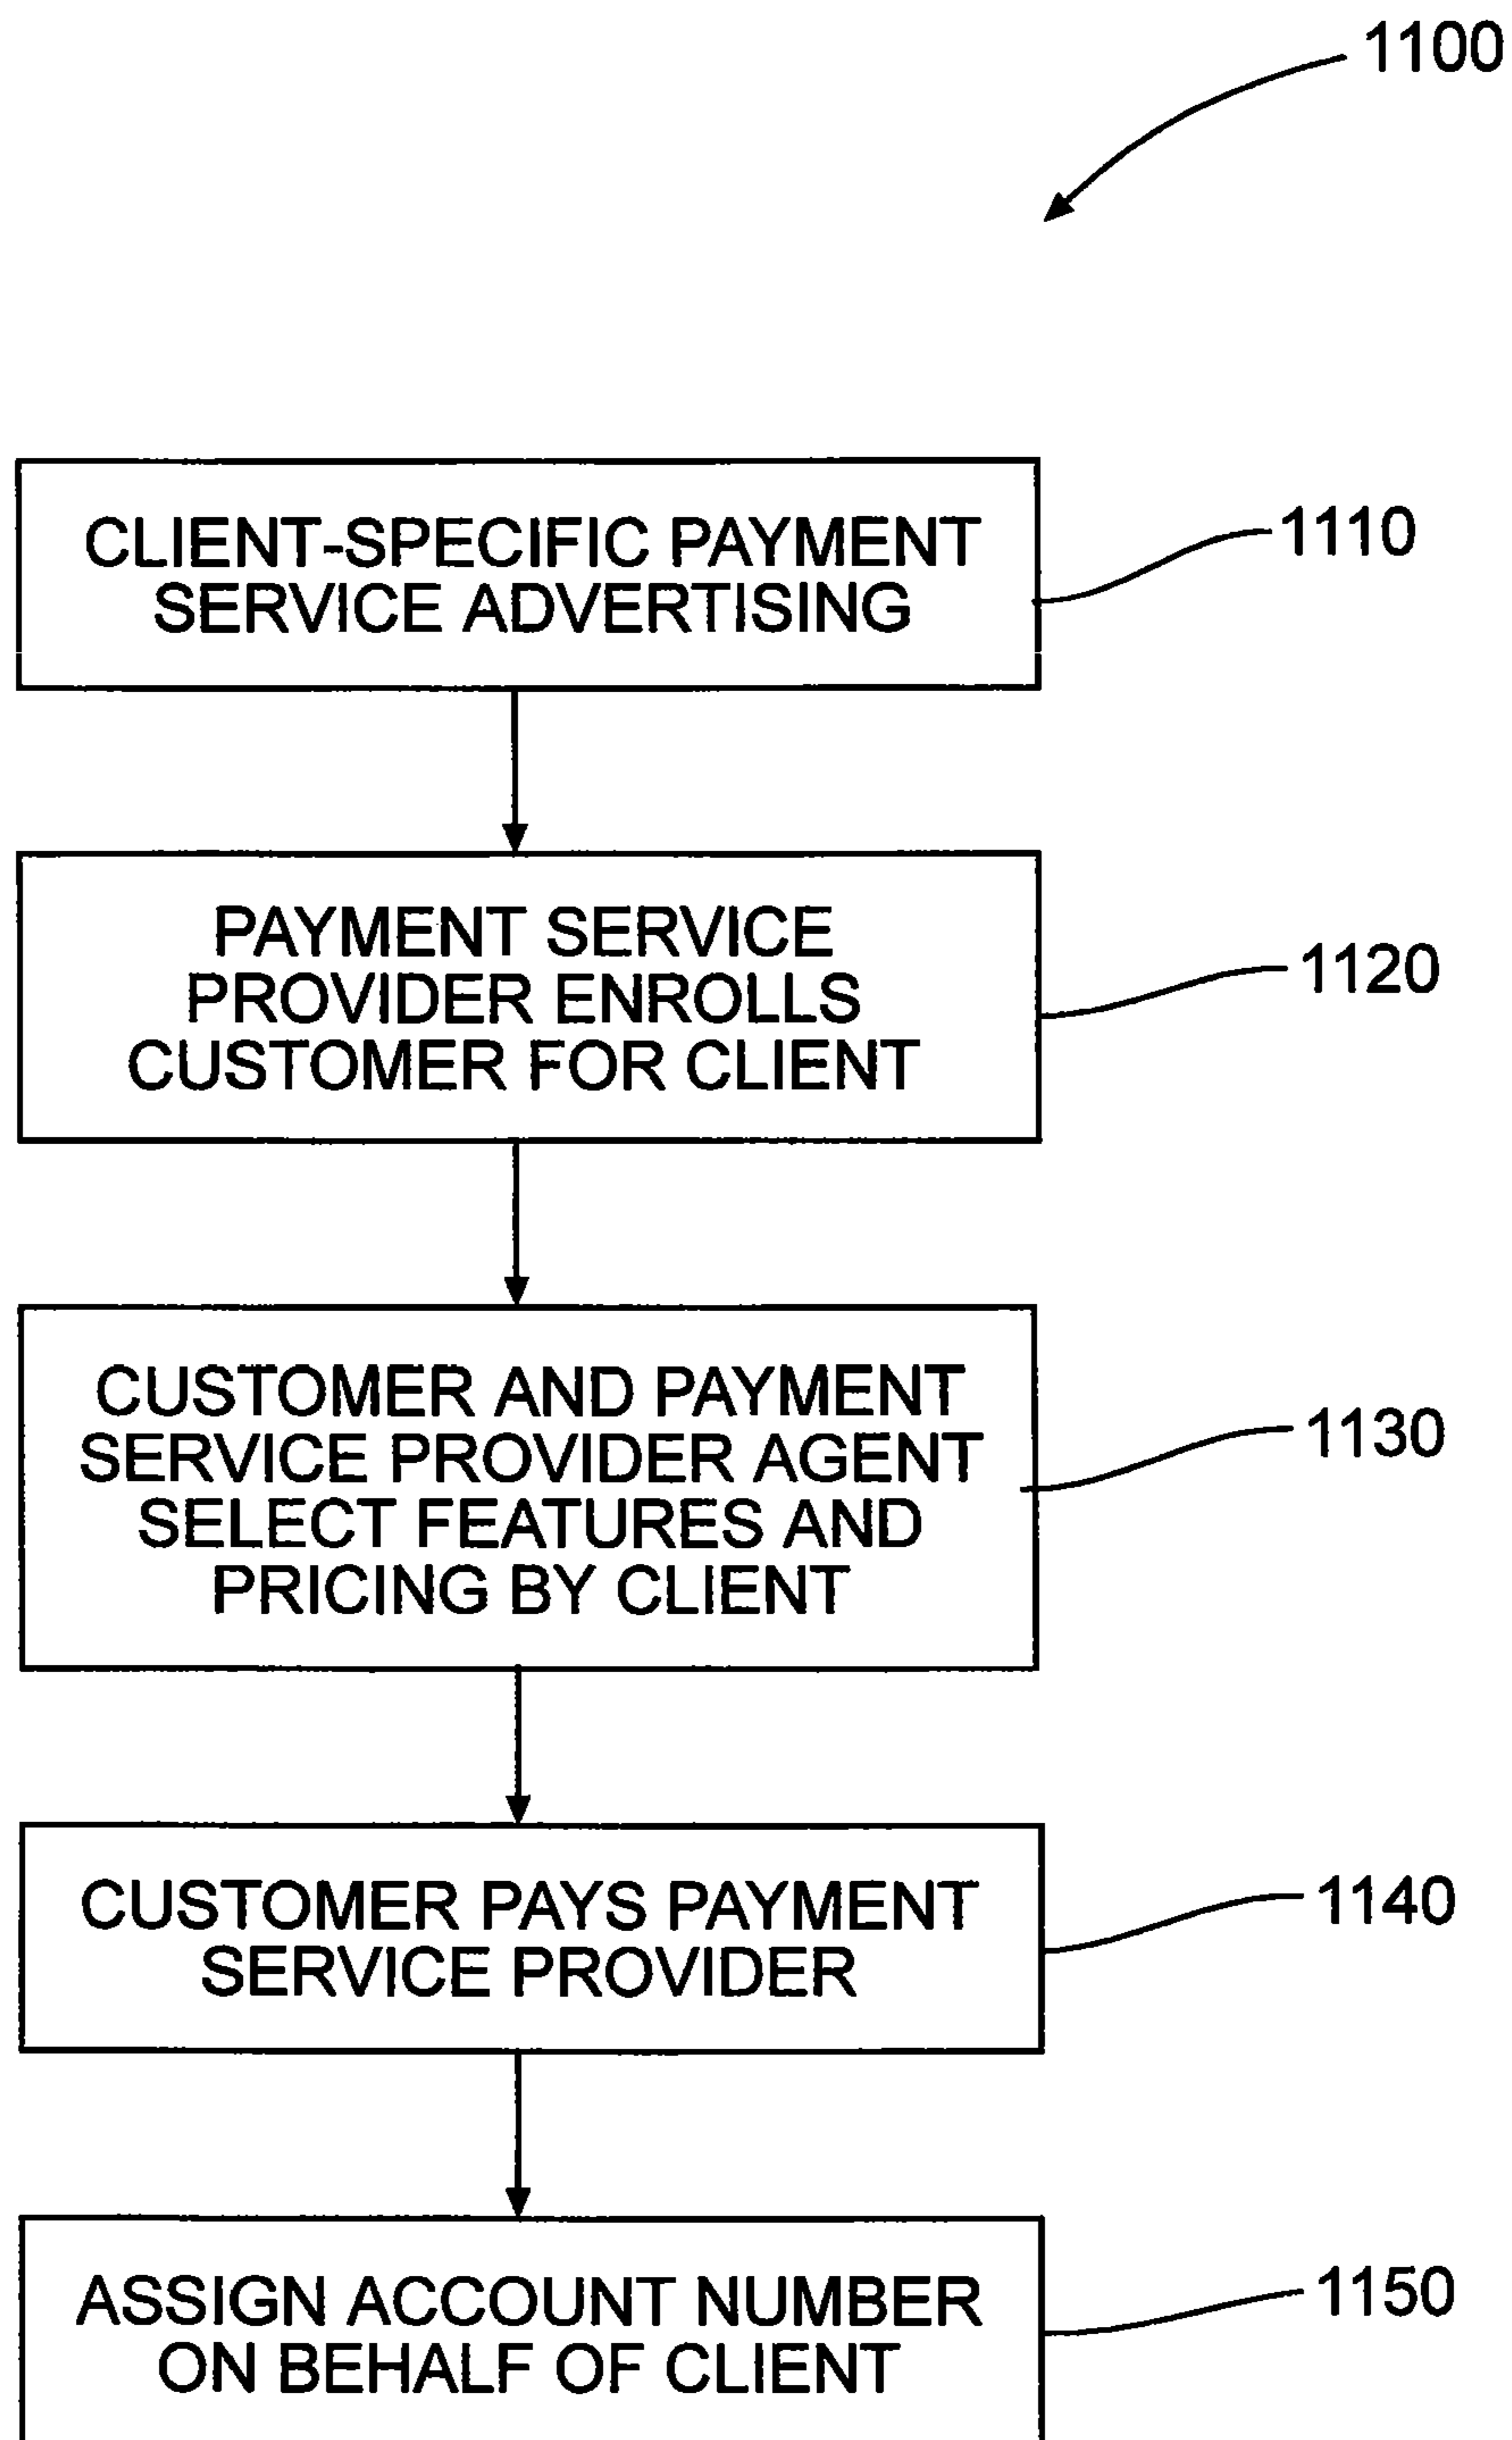 1100
CLIENT-SPECIFIC PAYMENT
SERVICE ADVERTISING
1110
PAYMENT SERVICE
PROVIDER ENROLLS
CUSTOMER FOR CLIENT
1120
CUSTOMER AND PAYMENT
SERVICE PROVIDER AGENT
SELECT FEATURES AND
PRICING BY CLIENT
1130
CUSTOMER PAYS PAYMENT
SERVICE PROVIDER
1140
ASSIGN ACCOUNT NUMBER
ON BEHALF OF CLIENT
1150